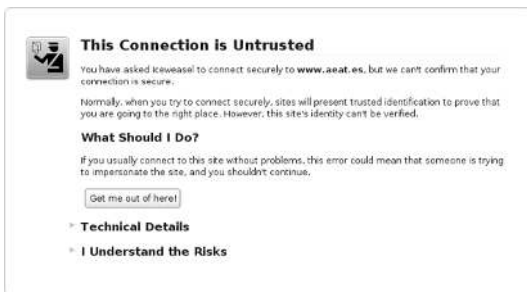 This Connection is Untrusted
You have asked Iceweasel to connect securely to www.aeat.es, but we can't confirm that your
connection is secure.
Normally, when you try to connect securely, sites will present trusted identification to prove that
you are going to the right place. However, this site's identity can't be verified.
What Should I Do?
If you usually connect to this site without problems, this error could mean that someone is trying
to impersonate the site, and you shouldn't continue.
Get me out of here!
Technical Details
I Understand the Risks